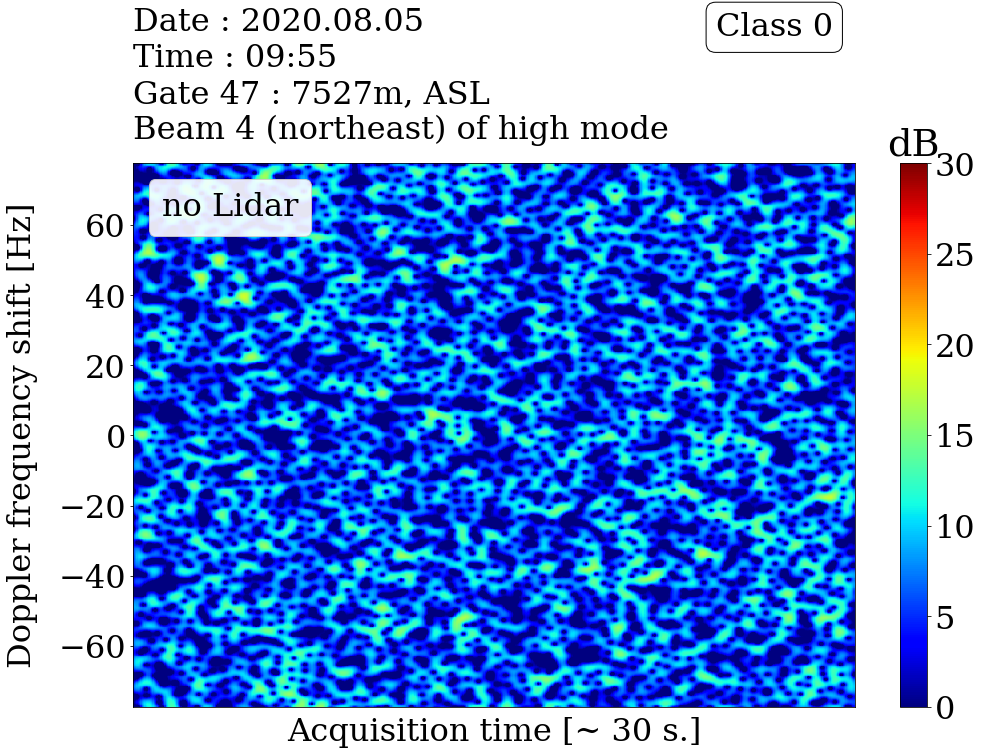 Date : 2020.08.05
Time : 09:55
Gate 47 : 7527m, ASL
Beam 4 (northeast) of high mode
Class 0
dB
no Lidar
Doppler frequency shift [Hz]
60
40
20
0
−20
−40
−60
Acquisition time [~ 30 s.]
30
25
20
15
10
5
0